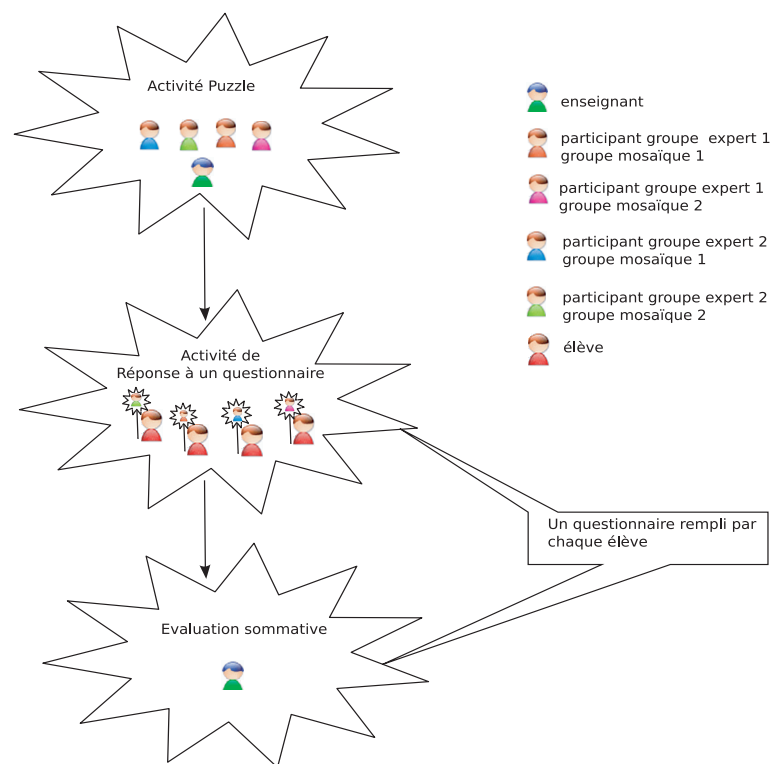 Activité Puzzle
enseignant
participant groupe expert 1
groupe mosaïque 1
participant groupe expert 1
groupe mosaïque 2
participant groupe expert 2
groupe mosaïque 1
participant groupe expert 2
groupe mosaïque 2
élève
Activité de
Réponse à un questionnaire
Un questionnaire rempli par
chaque élève
Evaluation sommative